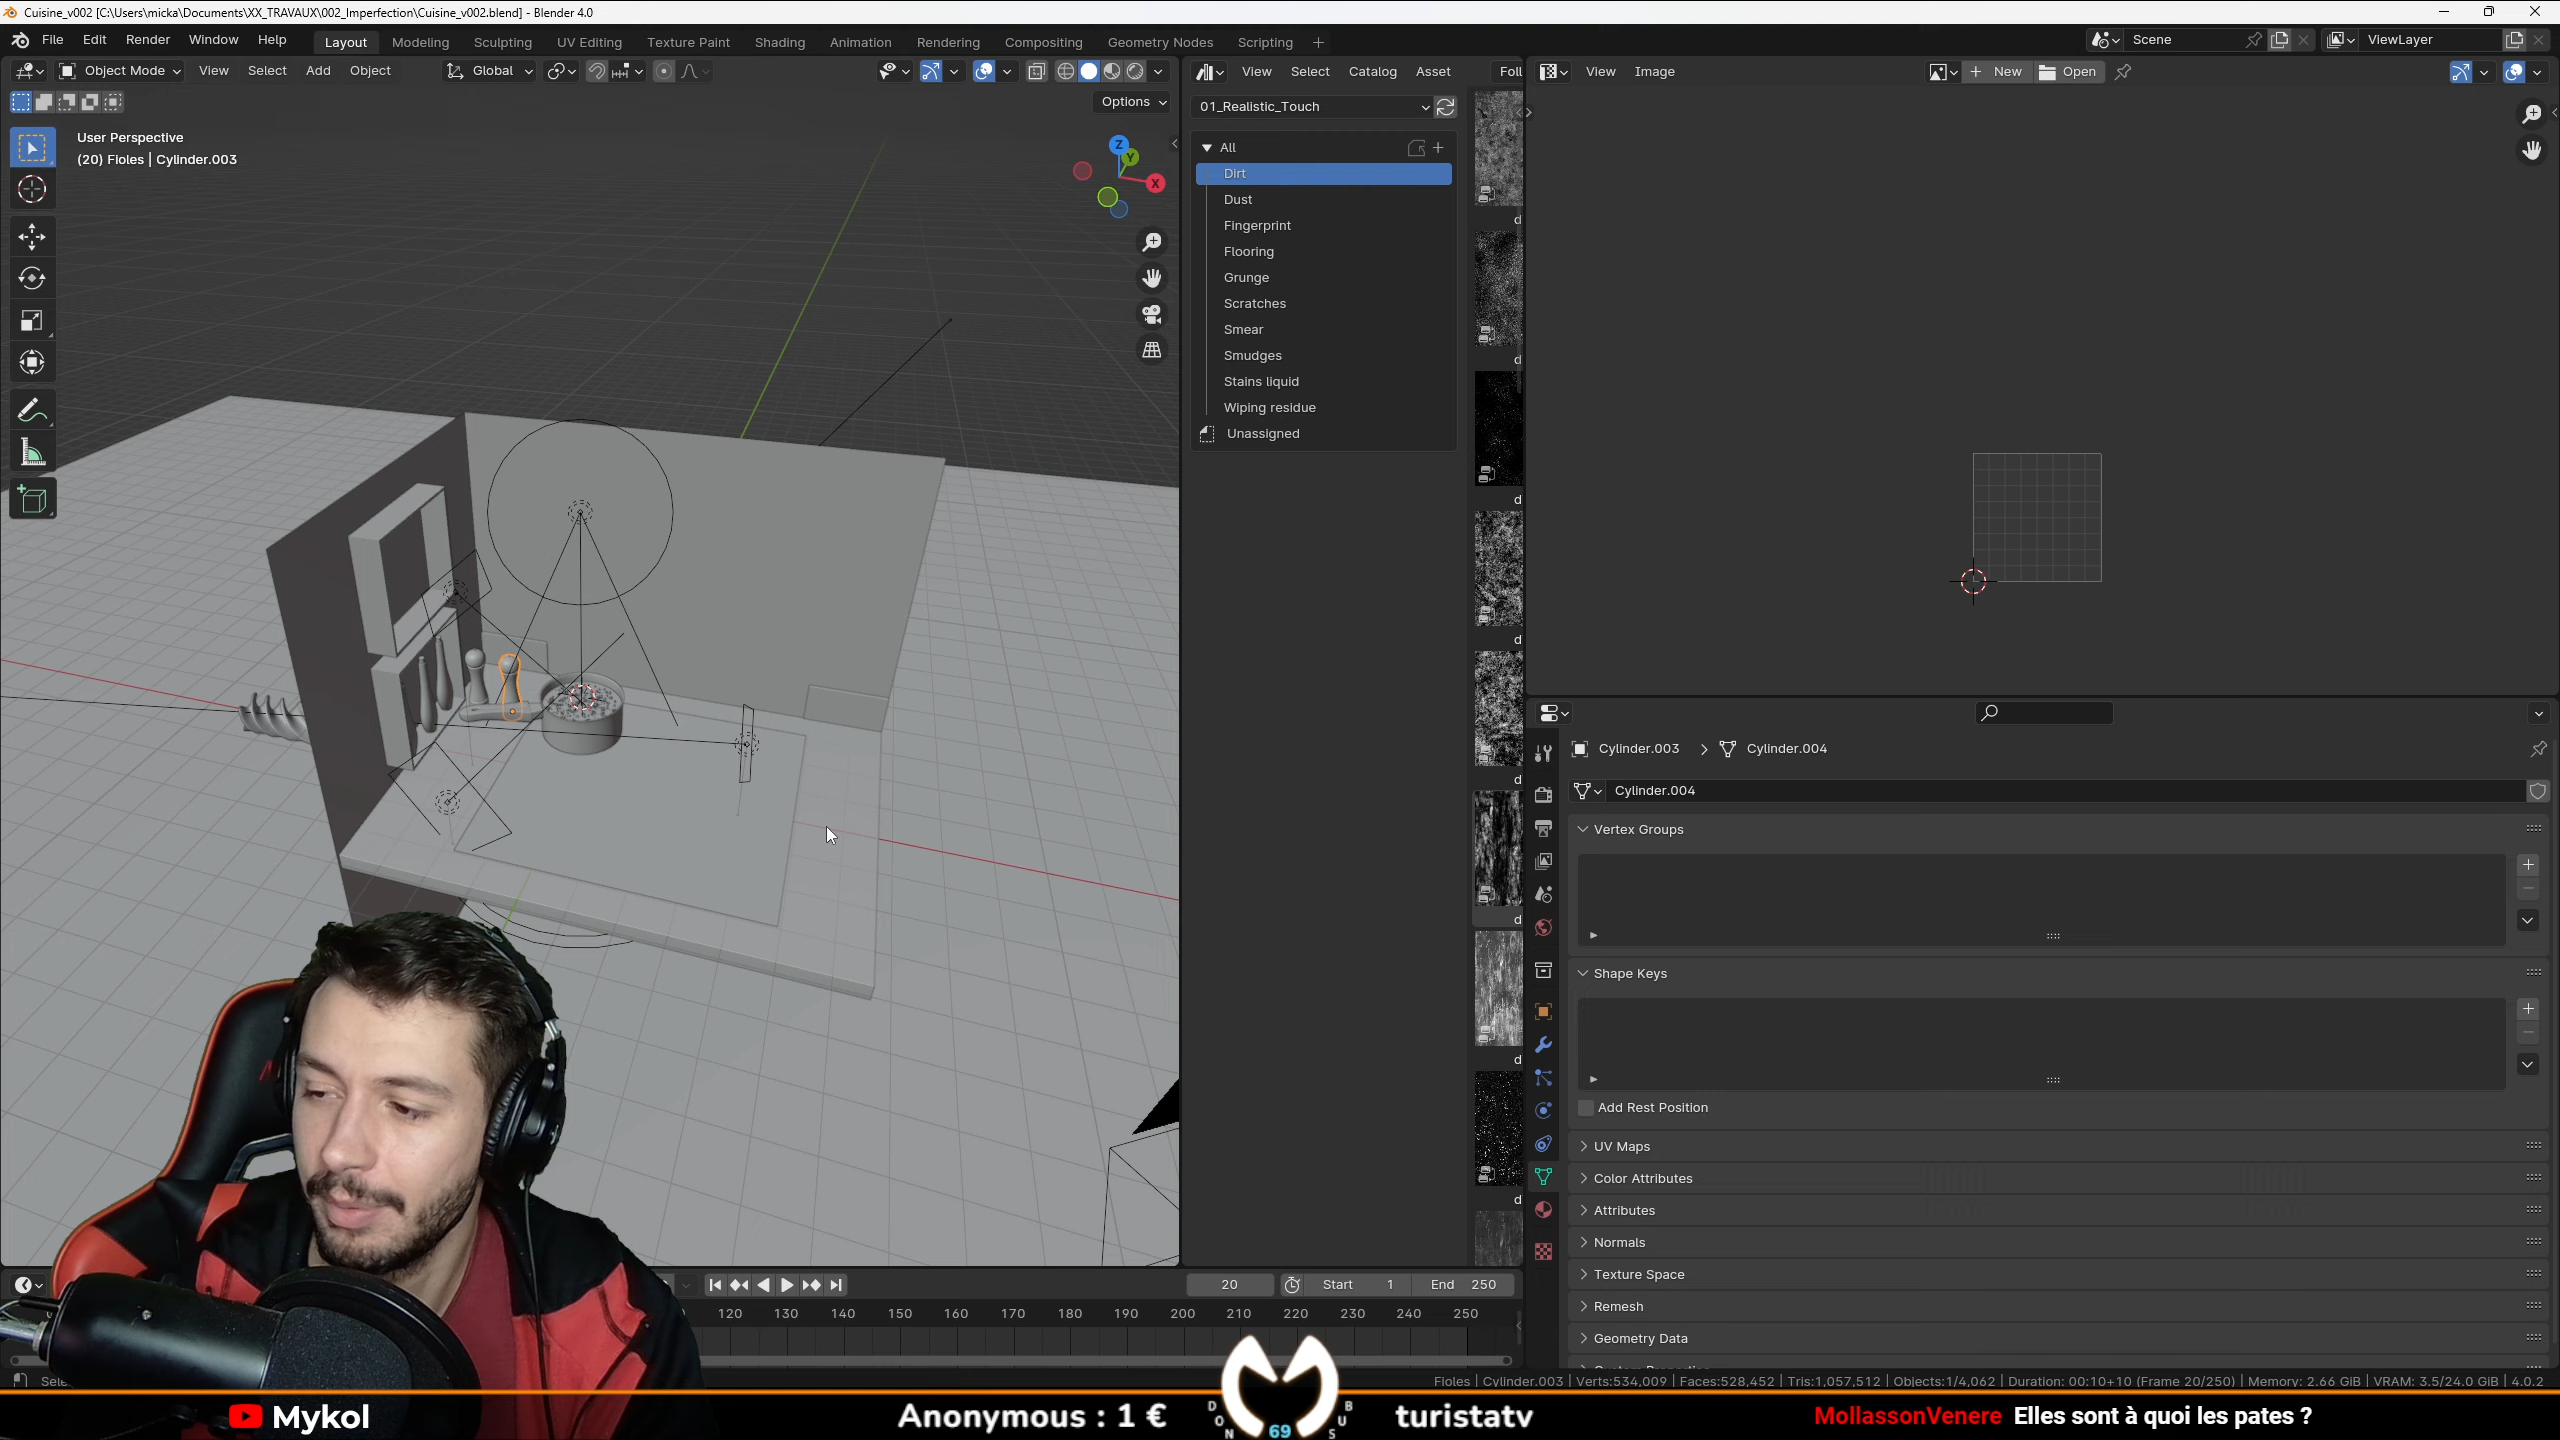 Cuisine_v002 [C:\Users\micka\Documents\XX_TRAVAUX\002_Imperfection\Cuisine_v002.blend] - Blender 4.0
File Edit Render Window Help
Layout Modeling Sculpting UV Editing Texture Paint Shading Animation Rendering Compositing Geometry Nodes Scripting +
Scene
ViewLayer
Object Mode View Select Add Object Global
Options
User Perspective
(20) Fioles | Cylinder.003
Z
Y
X
View Select Catalog Asset Foll
01_Realistic_Touch
All
Dirt
Dust
Fingerprint
Flooring
Grunge
Scratches
Smear
Smudges
Stains liquid
Wiping residue
Unassigned
d
d
d
d
d
d
d
d
View Image
New Open
Cylinder.003 Cylinder.004
Cylinder.004
Vertex Groups
Shape Keys
Add Rest Position
UV Maps
Color Attributes
Attributes
Normals
Texture Space
Remesh
Geometry Data
20 Start 1 End 250
120 130 140 150 160 170 180 190 200 210 220 230 240 250
Fioles | Cylinder.003 | Verts:534,009 | Faces:528,452 | Tris:1,057,512 | Objects:1/4,062 | Duration: 00:10+10 (Frame 20/250) | Memory: 2.66 GiB | VRAM: 3.5/24.0 GiB | 4.0.2
Mykol
Anonymous : 1 €
DON
69
SUB
turistatv
MollassonVenere Elles sont à quoi les pates ?